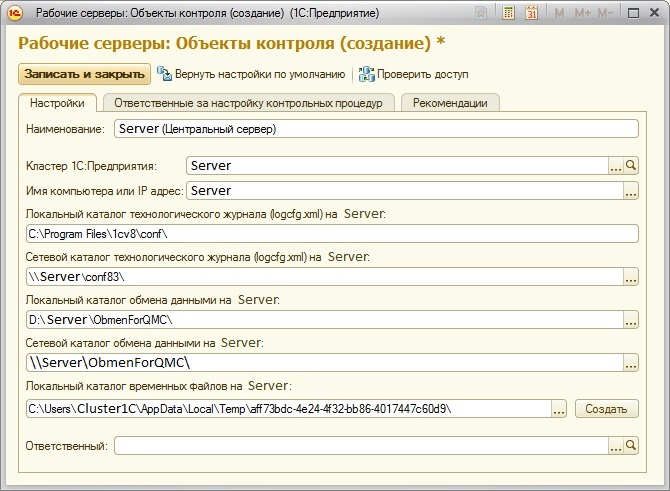 Рабочие серверы: Объекты контроля (создание) (1С:Предприятие)
M M+ M-
Рабочие серверы: Объекты контроля (создание) *
Записать и закрыть Вернуть настройки по умолчанию Проверить доступ
Настройки Ответственные за настройку контрольных процедур Рекомендации
Наименование: Server (Центральный сервер)
Кластер 1С:Предприятия: Server ...
Имя компьютера или IP адрес: Server ...
Локальный каталог технологического журнала (logcfg.xml) на Server:
C:\Program Files\1cv8\conf\
Сетевой каталог технологического журнала (logcfg.xml) на Server:
\\Server\conf83\ ...
Локальный каталог обмена данными на Server:
D:\Server\ObmenForQMC\ ...
Сетевой каталог обмена данными на Server:
\\Server\ObmenForQMC\ ...
Локальный каталог временных файлов на Server:
C:\Users\Cluster1C\AppData\Local\Temp\aff73bdc-4e24-4f32-bb86-4017447c60d9\ ... Создать
Ответственный: ...